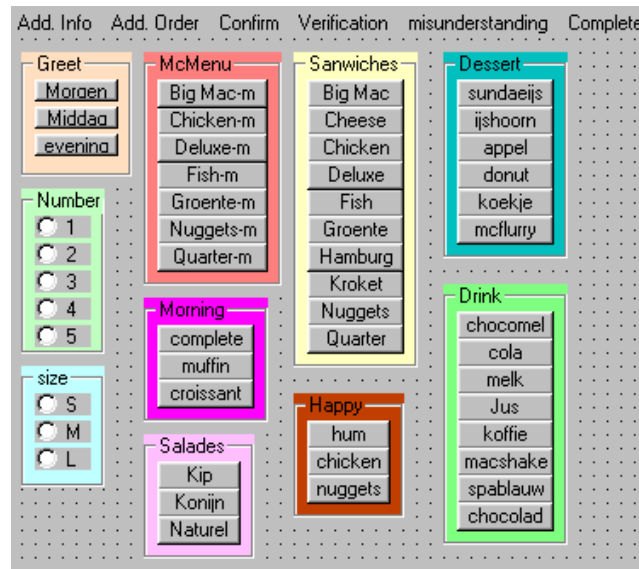 Add. Info Add. Order Confirm Verification misunderstanding Complete
Greet
Morgen
Middag
evening
Number
1
2
3
4
5
size
S
M
L
McMenu
Big Mac-m
Chicken-m
Deluxe-m
Fish-m
Groente-m
Nuggets-m
Quarter-m
Morning
complete
muffin
croissant
Salades
Kip
Konijn
Naturel
Sanwiches
Big Mac
Cheese
Chicken
Deluxe
Fish
Groente
Hamburg
Kroket
Nuggets
Quarter
Happy
hum
chicken
nuggets
Dessert
sundaeijs
ijshoorn
appel
donut
koekje
mcflurry
Drink
chocomel
cola
melk
Jus
koffie
macshake
spablauw
chocolad